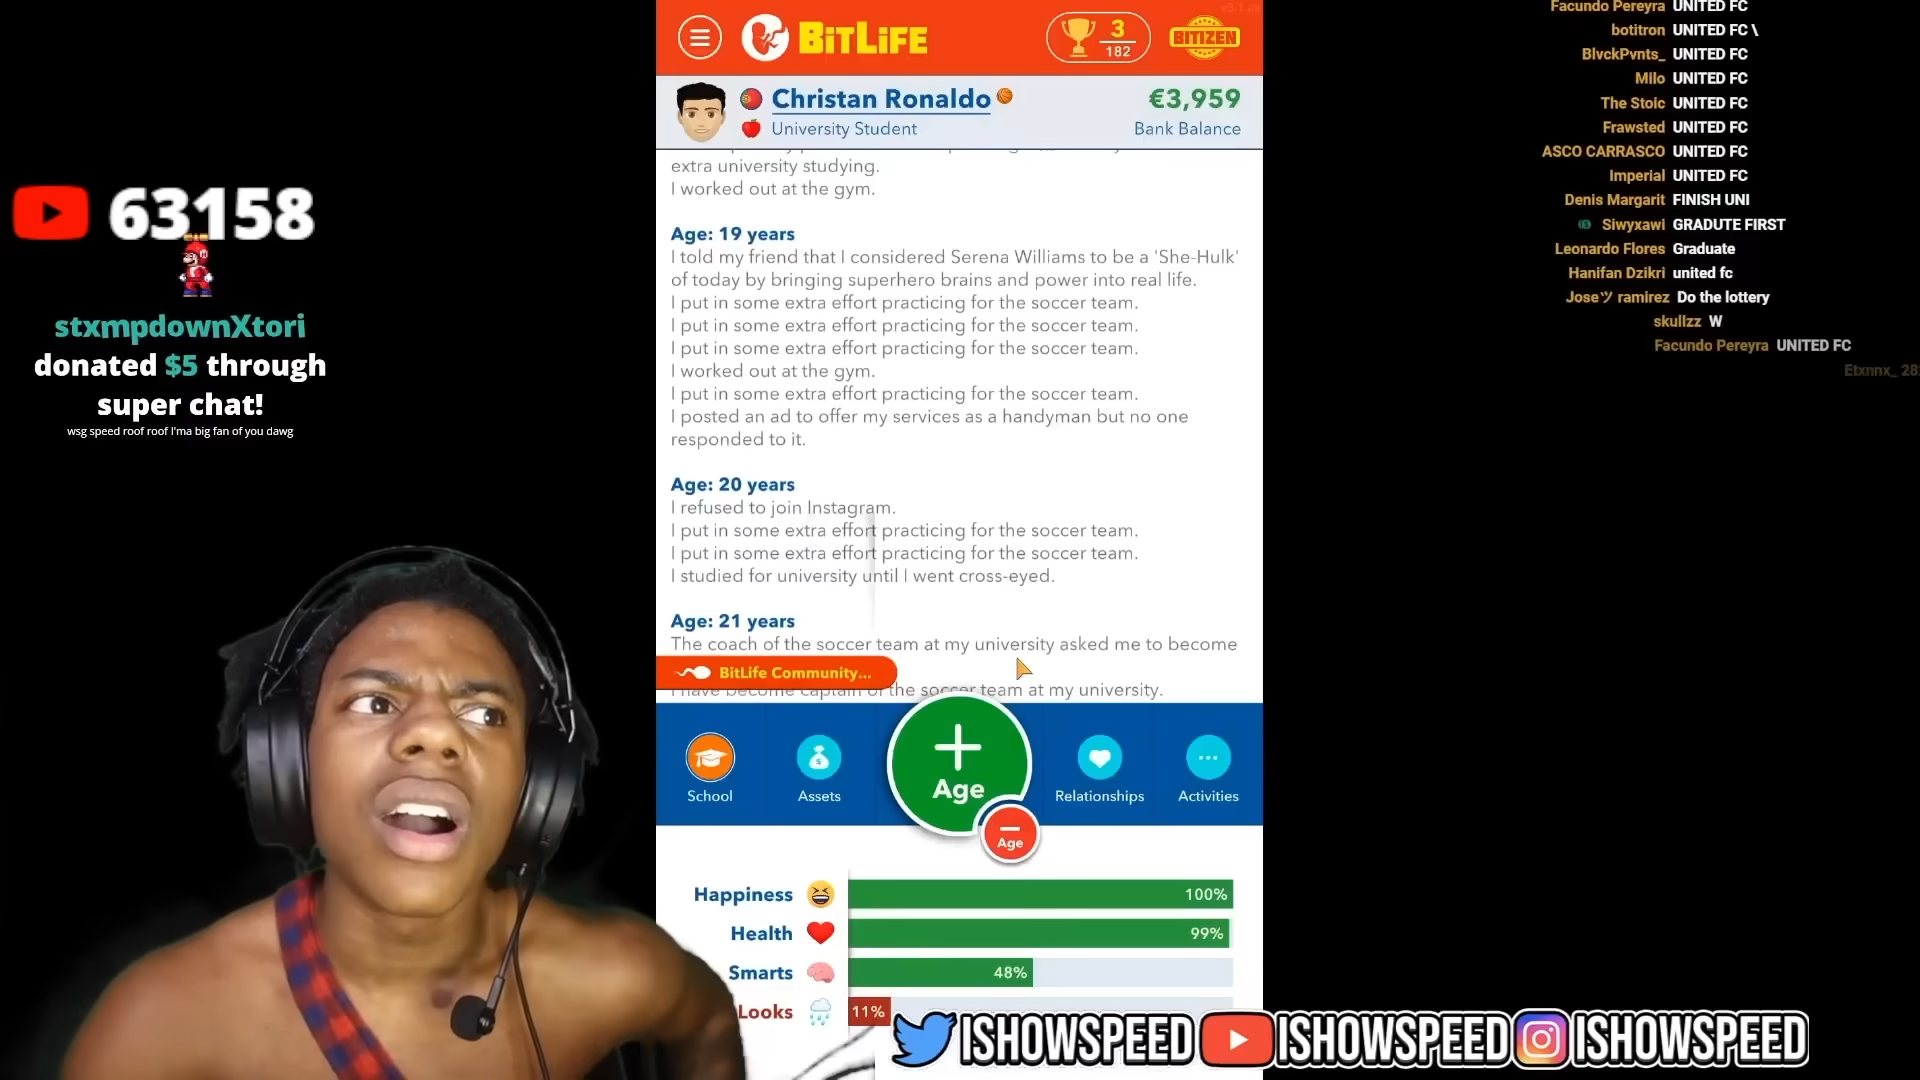 63158
stxmpdownXtori
donated $5 through
super chat!
wsg speed roof roof I'ma big fan of you dawg
BiTLiFE
3
182
BITIZEN
Christan Ronaldo
University Student
€3,959
Bank Balance
extra university studying.
I worked out at the gym.
Age: 19 years
I told my friend that I considered Serena Williams to be a 'She-Hulk'
of today by bringing superhero brains and power into real life.
I put in some extra effort practicing for the soccer team.
I put in some extra effort practicing for the soccer team.
I put in some extra effort practicing for the soccer team.
I worked out at the gym.
I put in some extra effort practicing for the soccer team.
I posted an ad to offer my services as a handyman but no one
responded to it.
Age: 20 years
I refused to join Instagram.
I put in some extra effort practicing for the soccer team.
I put in some extra effort practicing for the soccer team.
I studied for university until I went cross-eyed.
Age: 21 years
The coach of the soccer team at my university asked me to become
BitLife Community...
I have become captain of the soccer team at my university.
School
Assets
Age
Age
Relationships
Activities
Happiness 100%
Health 99%
Smarts 48%
Looks 11%
Facundo Pereyra UNITED FC
botitron UNITED FC \
BlvckPvnts_ UNITED FC
Milo UNITED FC
The Stoic UNITED FC
Frawsted UNITED FC
ASCO CARRASCO UNITED FC
Imperial UNITED FC
Denis Margarit FINISH UNI
Siwyxawi GRADUTE FIRST
Leonardo Flores Graduate
Hanifan Dzikri united fc
Joseツ ramirez Do the lottery
skullzz W
Facundo Pereyra UNITED FC
Etxnnx_ 28
ISHOWSPEED ISHOWSPEED ISHOWSPEED